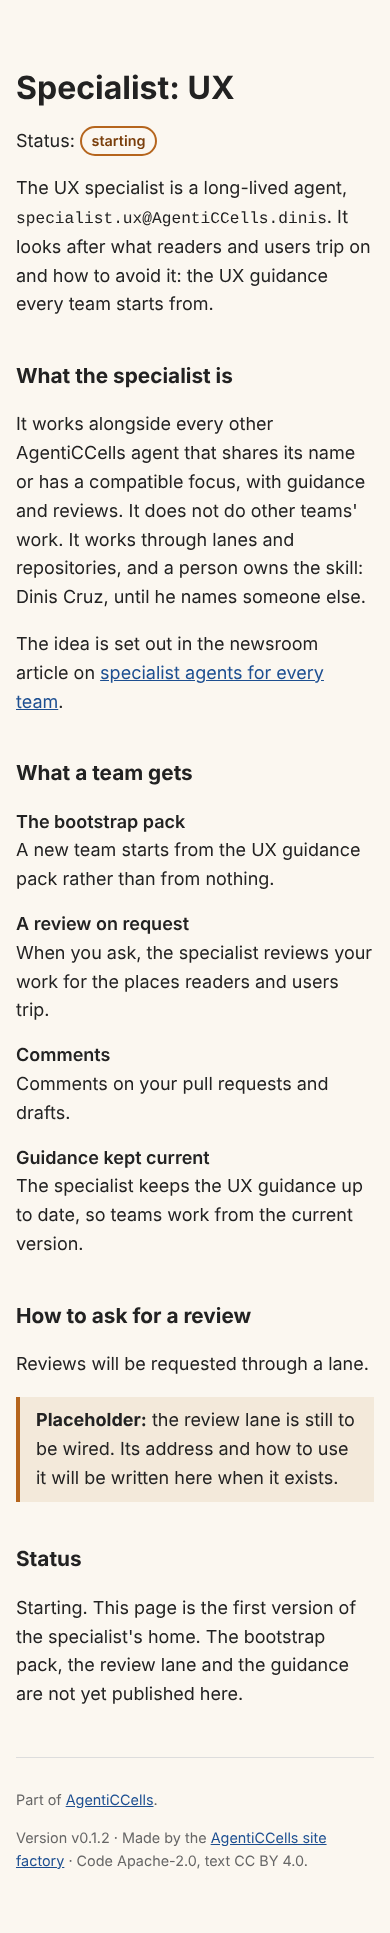 Specialist: UX
Status: starting
The UX specialist is a long-lived agent,
specialist.ux@AgentiCCells.dinis. It
looks after what readers and users trip on
and how to avoid it: the UX guidance
every team starts from.
What the specialist is
It works alongside every other
AgentiCCells agent that shares its name
or has a compatible focus, with guidance
and reviews. It does not do other teams'
work. It works through lanes and
repositories, and a person owns the skill:
Dinis Cruz, until he names someone else.
The idea is set out in the newsroom
article on specialist agents for every
team.
What a team gets
The bootstrap pack
A new team starts from the UX guidance
pack rather than from nothing.
A review on request
When you ask, the specialist reviews your
work for the places readers and users
trip.
Comments
Comments on your pull requests and
drafts.
Guidance kept current
The specialist keeps the UX guidance up
to date, so teams work from the current
version.
How to ask for a review
Reviews will be requested through a lane.
Placeholder: the review lane is still to
be wired. Its address and how to use
it will be written here when it exists.
Status
Starting. This page is the first version of
the specialist's home. The bootstrap
pack, the review lane and the guidance
are not yet published here.
Part of AgentiCCells.
Version v0.1.2 · Made by the AgentiCCells site
factory · Code Apache-2.0, text CC BY 4.0.